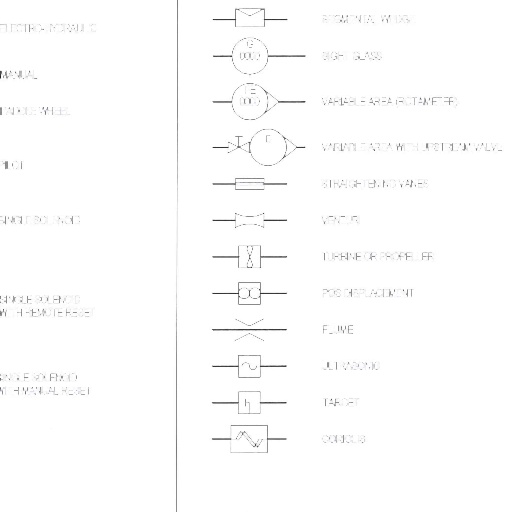 ELECTRO-HYDRAULIC
MANUAL
HANDLE/WHEEL
PILOT
SINGLE SOLENOID
SINGLE SOLENOID
WITH REMOTE RESET
SINGLE SOLENOID
WITH MANUAL RESET
SEGMENTAL WEDGE
SIGHT GLASS
VARIABLE AREA (ROTAMETER)
VARIABLE AREA WITH UPSTREAM VALVE
STRAIGHTENING VANES
VENTURI
TURBINE OR PROPELLER
POS DISPLACEMENT
FLUME
ULTRASONIC
TARGET
CORIOLIS